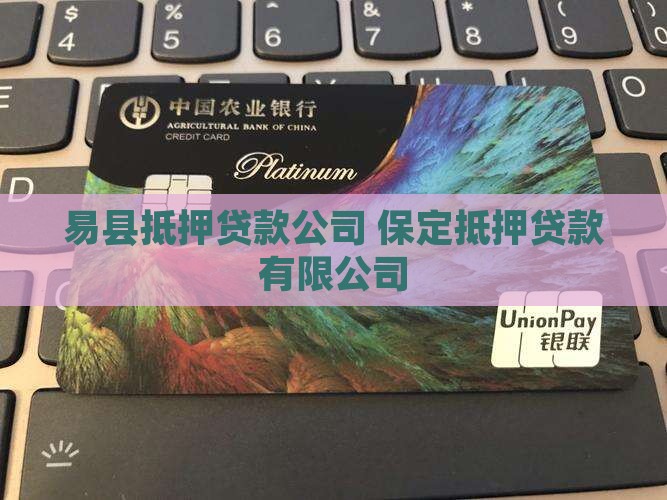 $ % ^ & * (
4 5 6 7 8 9
中国农业银行
AGRICULTURAL BANK OF CHINA
CREDIT CARD
Platinum
E
O
D
易县抵押贷款公司 保定抵押贷款
有限公司
UnionPay
银联